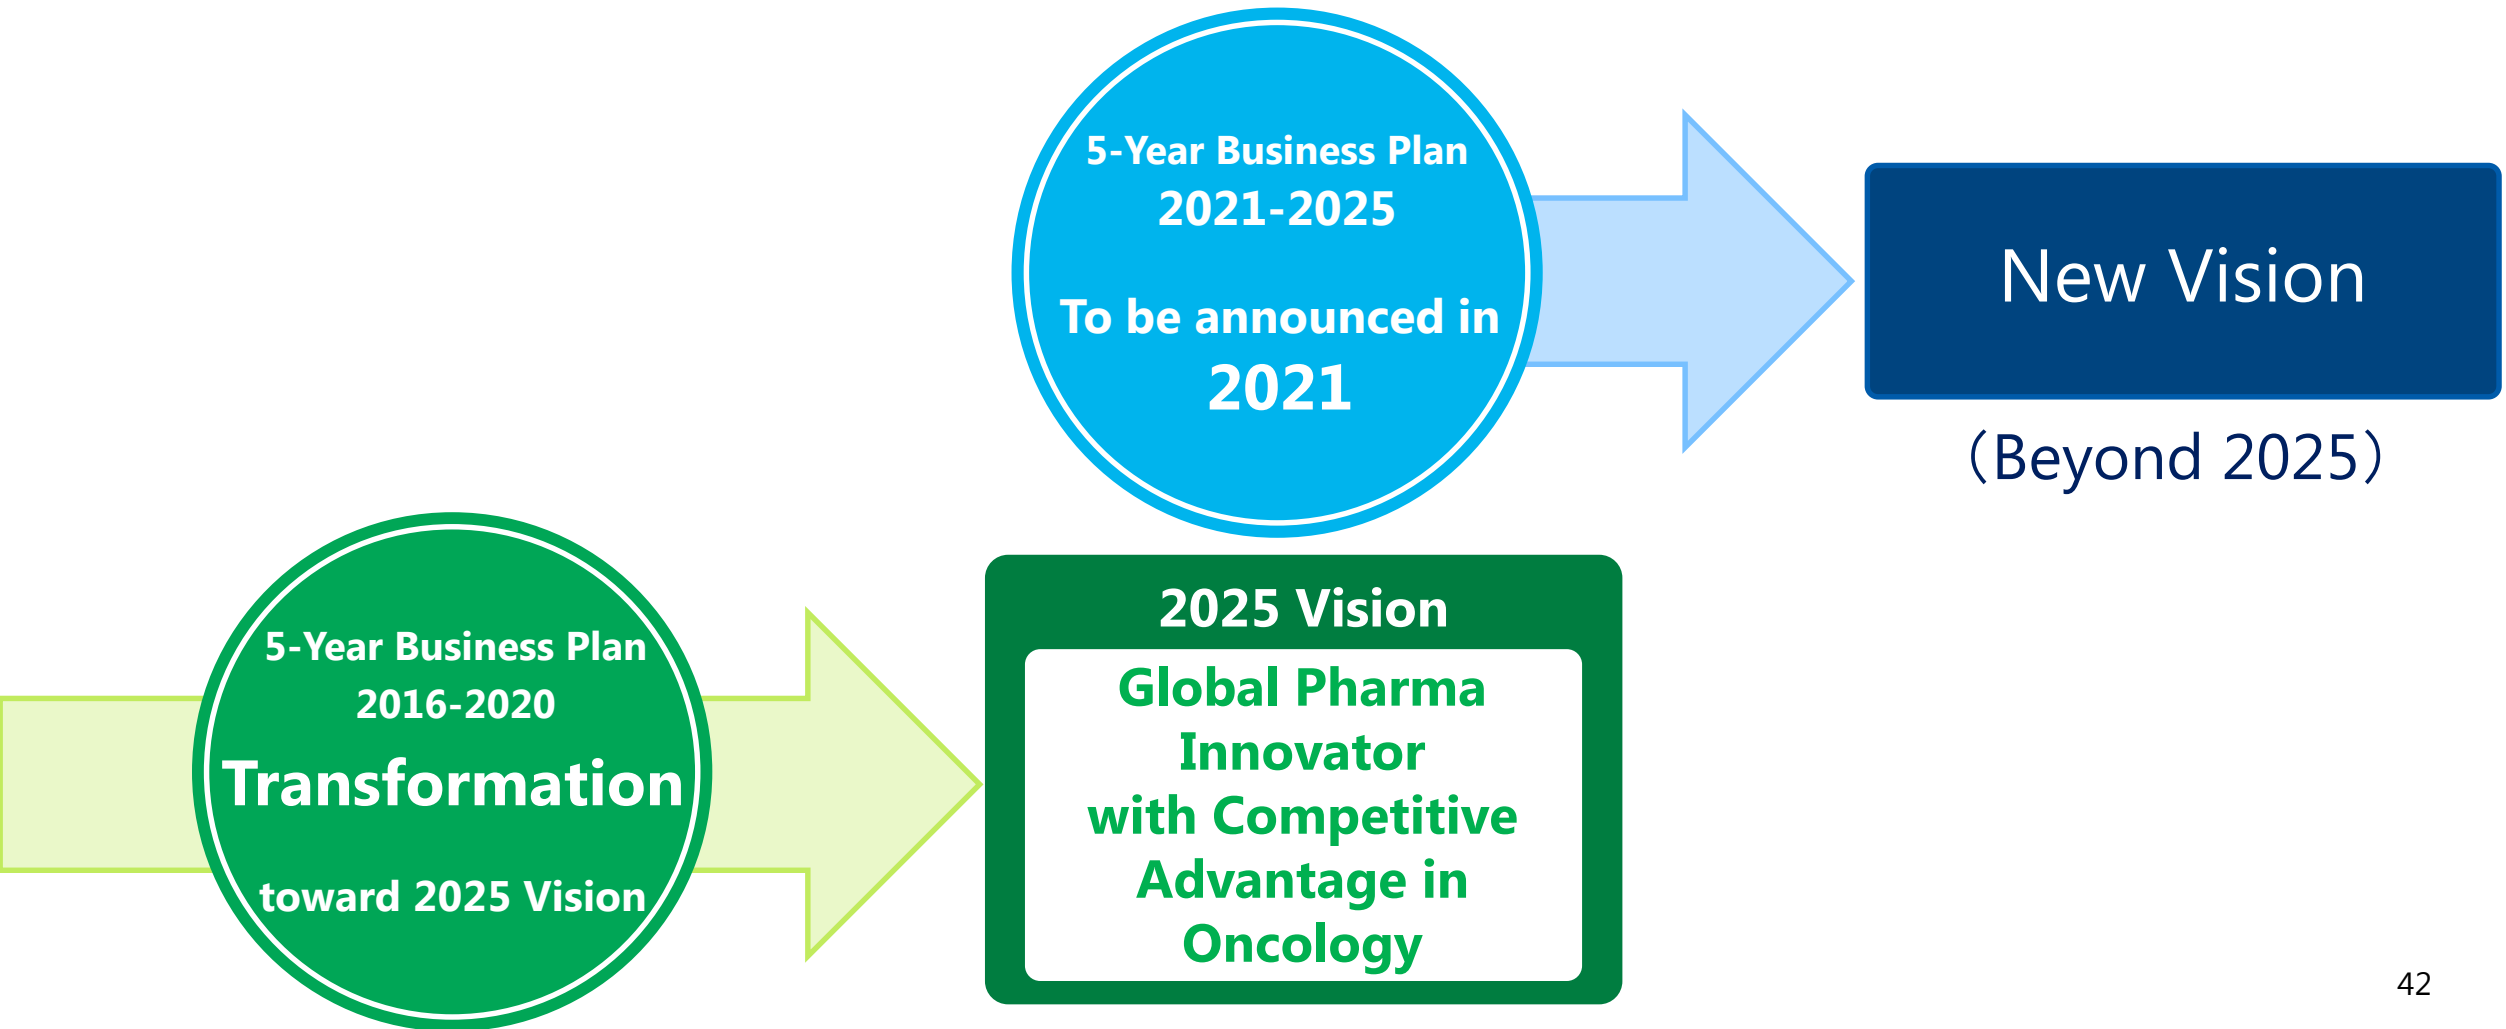 5-Year Business Plan
2021-2025
To be announced in
2021
New Vision
（Beyond 2025）
5-Year Business Plan
2016-2020
Transformation
toward 2025 Vision
2025 Vision
Global Pharma
Innovator
with Competitive
Advantage in
Oncology
42